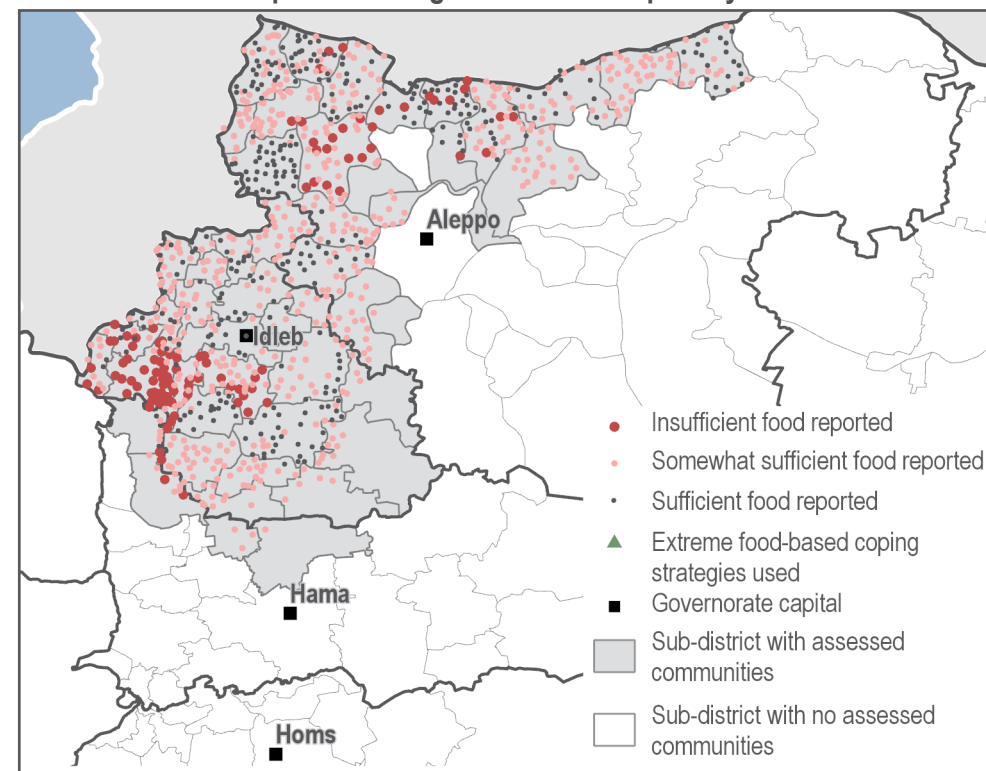 Aleppo
Idleb
Insufficient food reported
Somewhat sufficient food reported
Sufficient food reported
Extreme food-based coping
strategies used
Governorate capital
Hama
Sub-district with assessed
communities
Sub-district with no assessed
communities
Homs